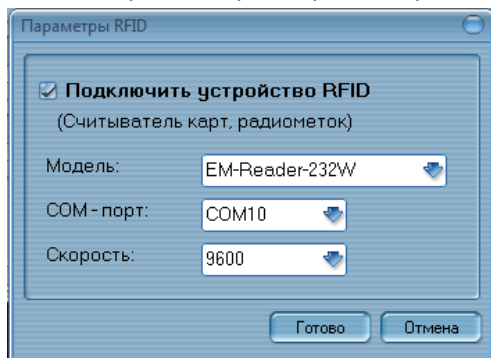 Параметры RFID
Подключить устройство RFID
(Считыватель карт, радиометок)
Модель: EM-Reader-232W
COM - порт: COM10
Скорость: 9600
Готово Отмена